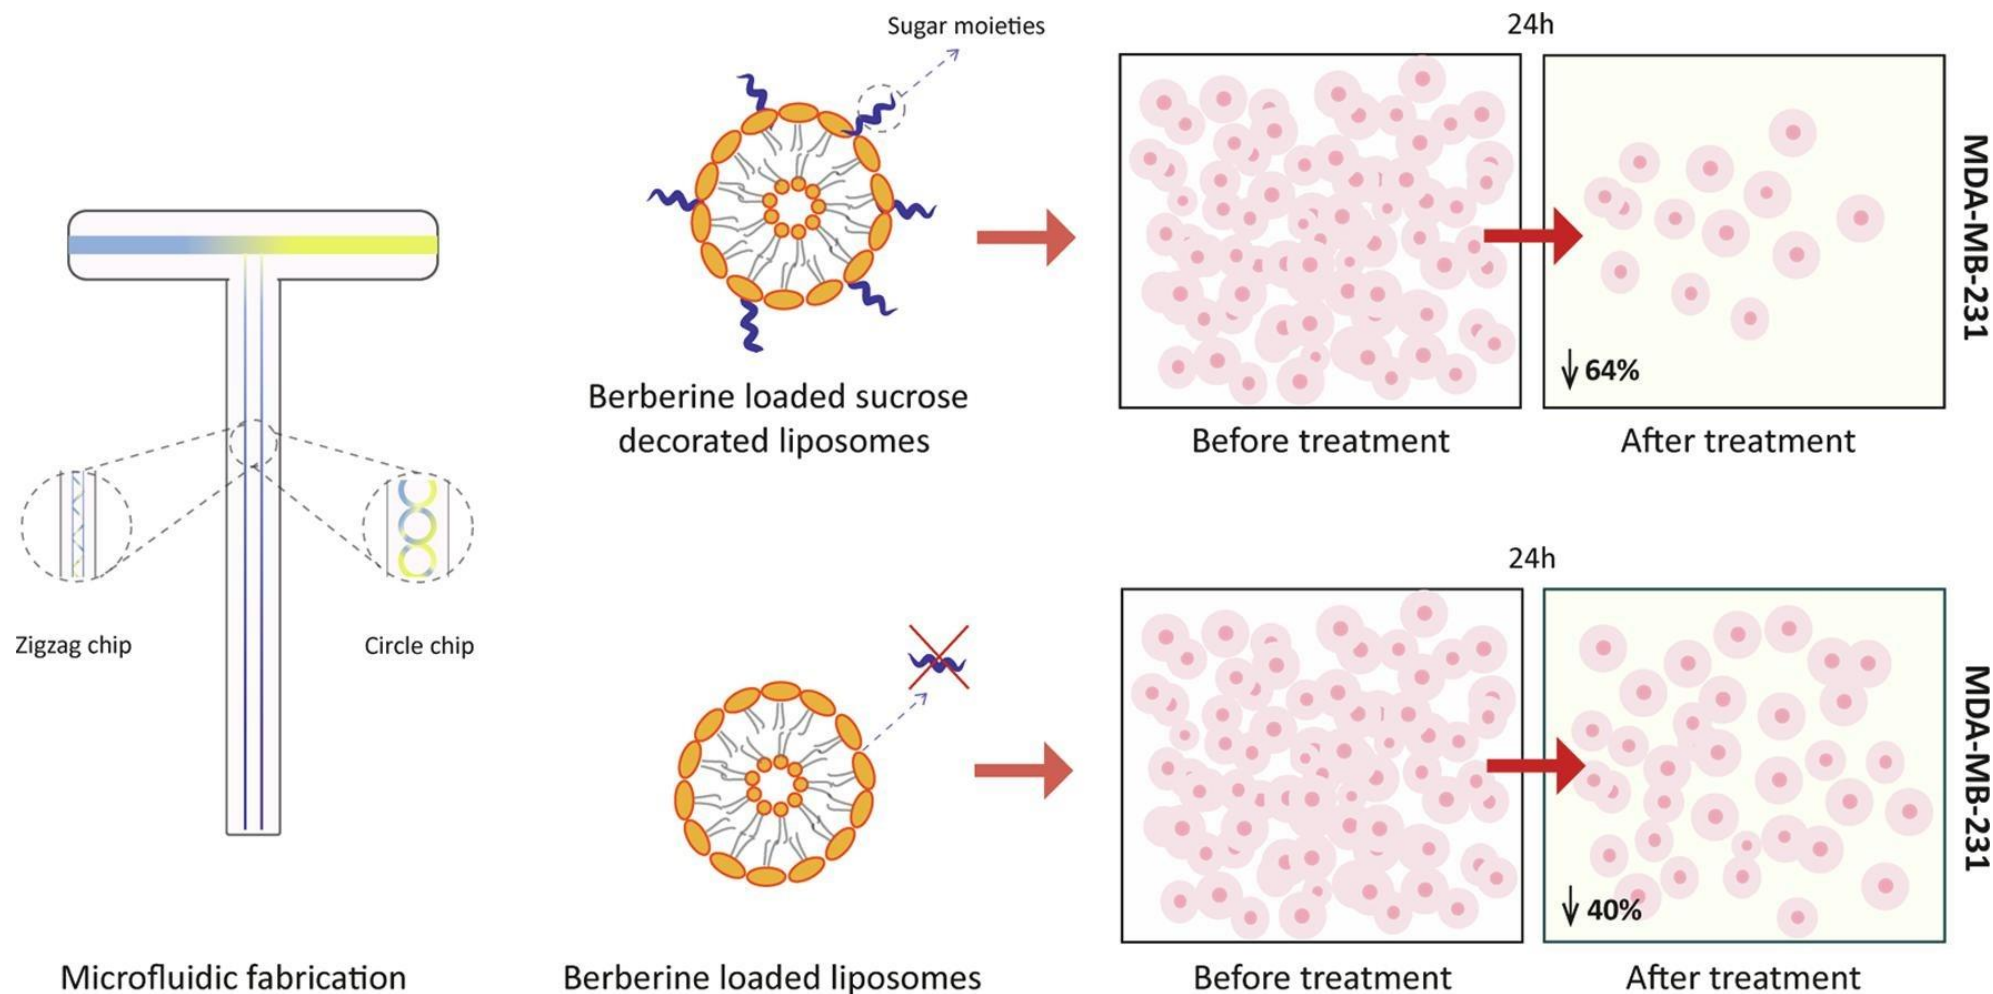 Sugar moieties
24h
Berberine loaded sucrose
decorated liposomes
↓ 64%
Before treatment
After treatment
MDA-MB-231
Zigzag chip
Circle chip
24h
↓ 40%
MDA-MB-231
Microfluidic fabrication
Berberine loaded liposomes
Before treatment
After treatment